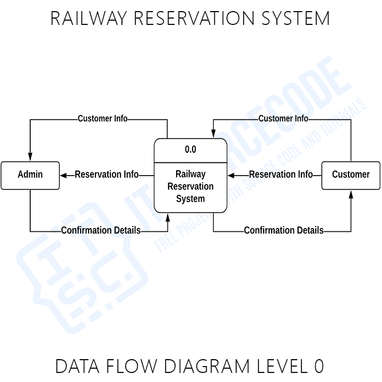 RAILWAY RESERVATION SYSTEM
Customer Info
Customer Info
0.0
Admin
Reservation Info
Railway
Reservation
System
Reservation Info
Customer
Confirmation Details
Confirmation Details
DATA FLOW DIAGRAM LEVEL 0